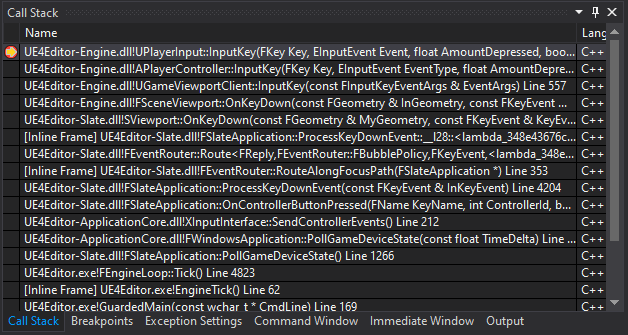 Call Stack
Name Lang
UE4Editor-Engine.dll!UPlayerInput::InputKey(FKey Key, EInputEvent Event, float AmountDepressed, boo... C++
UE4Editor-Engine.dll!APlayerController::InputKey(FKey Key, EInputEvent EventType, float AmountDepre... C++
UE4Editor-Engine.dll!UGameViewportClient::InputKey(const FInputKeyEventArgs & EventArgs) Line 557 C++
UE4Editor-Engine.dll!FSceneViewport::OnKeyDown(const FGeometry & InGeometry, const FKeyEvent ... C++
UE4Editor-Slate.dll!SViewport::OnKeyDown(const FGeometry & MyGeometry, const FKeyEvent & KeyEv... C++
[Inline Frame] UE4Editor-Slate.dll!FSlateApplication::ProcessKeyDownEvent::__l28::<lambda_348e43676c... C++
UE4Editor-Slate.dll!FEventRouter::Route<FReply,FEventRouter::FBubblePolicy,FKeyEvent,<lambda_348e... C++
[Inline Frame] UE4Editor-Slate.dll!FEventRouter::RouteAlongFocusPath(FSlateApplication *) Line 353 C++
UE4Editor-Slate.dll!FSlateApplication::ProcessKeyDownEvent(const FKeyEvent & InKeyEvent) Line 4204 C++
UE4Editor-Slate.dll!FSlateApplication::OnControllerButtonPressed(FName KeyName, int ControllerId, b... C++
UE4Editor-ApplicationCore.dll!XInputInterface::SendControllerEvents() Line 212 C++
UE4Editor-ApplicationCore.dll!FWindowsApplication::PollGameDeviceState(const float TimeDelta) Line ... C++
UE4Editor-Slate.dll!FSlateApplication::PollGameDeviceState() Line 1266 C++
UE4Editor.exe!FEngineLoop::Tick() Line 4823 C++
[Inline Frame] UE4Editor.exe!EngineTick() Line 62 C++
UE4Editor.exe!GuardedMain(const wchar_t * CmdLine) Line 169 C++
Call Stack Breakpoints Exception Settings Command Window Immediate Window Output